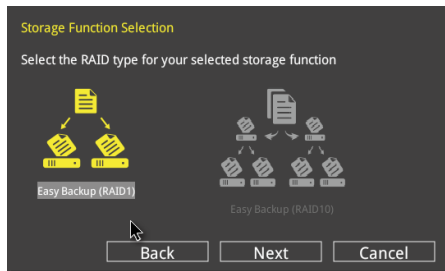 Storage Function Selection
Select the RAID type for your selected storage function
Easy Backup (RAID1)
Easy Backup (RAID10)
Back
Next
Cancel